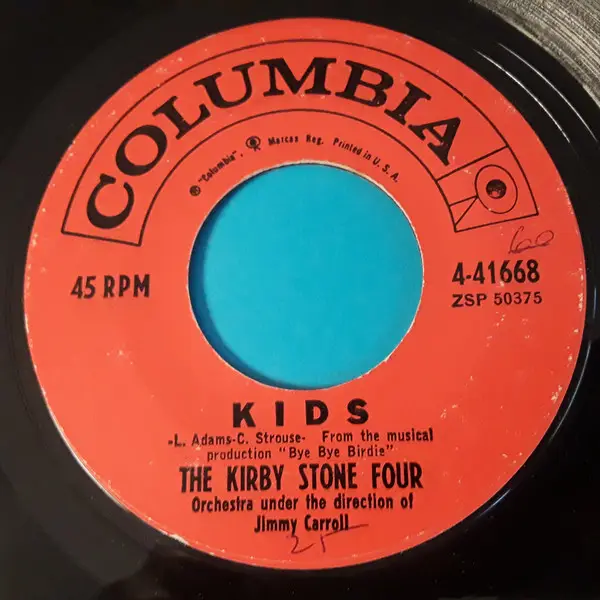 COLUMBIA
® "Columbia", Marcas Reg. Printed in U.S.A.
45 RPM
4-41668
ZSP 50375
KIDS
-L. Adams-C. Strouse- From the musical
production "Bye Bye Birdie"
THE KIRBY STONE FOUR
Orchestra under the direction of
Jimmy Carroll
25